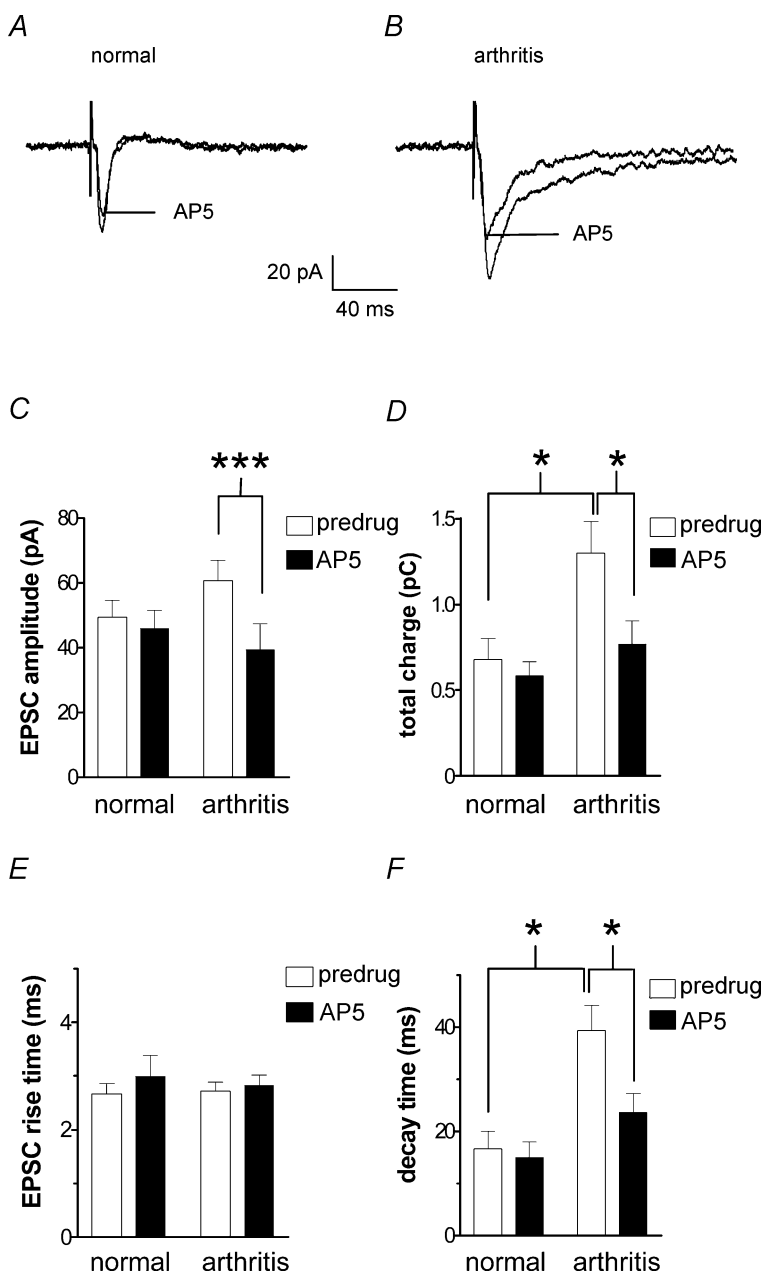 A
B
normal
arthritis
AP5
AP5
20 pA
40 ms
C
D
***
* *
80
60
40
20
0
EPSC amplitude (pA)
predrug
AP5
normal arthritis
1.5
1.0
0.5
0
total charge (pC)
predrug
AP5
normal arthritis
E
F
4
2
0
EPSC rise time (ms)
predrug
AP5
normal arthritis
* *
40
20
0
decay time (ms)
predrug
AP5
normal arthritis